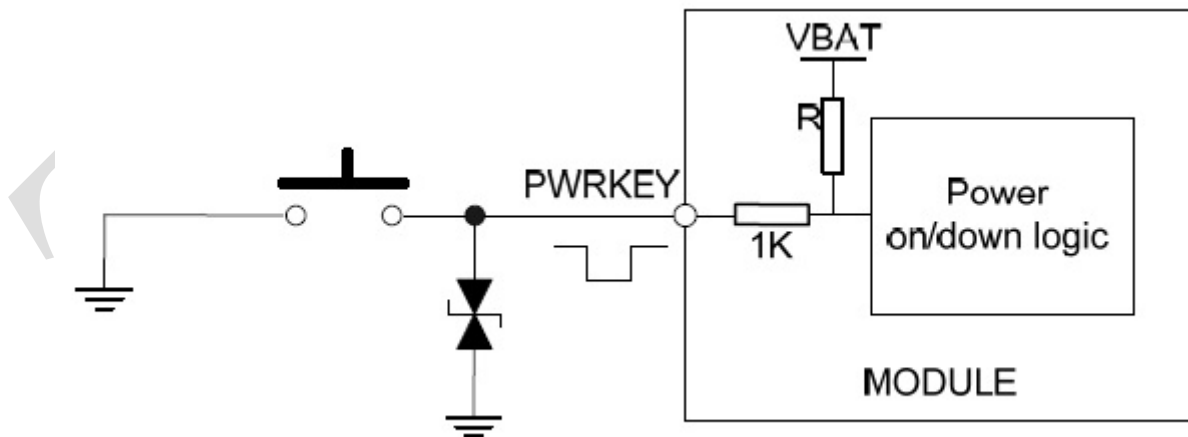 VBAT
R
PWRKEY
1K
Power
on/down logic
MODULE